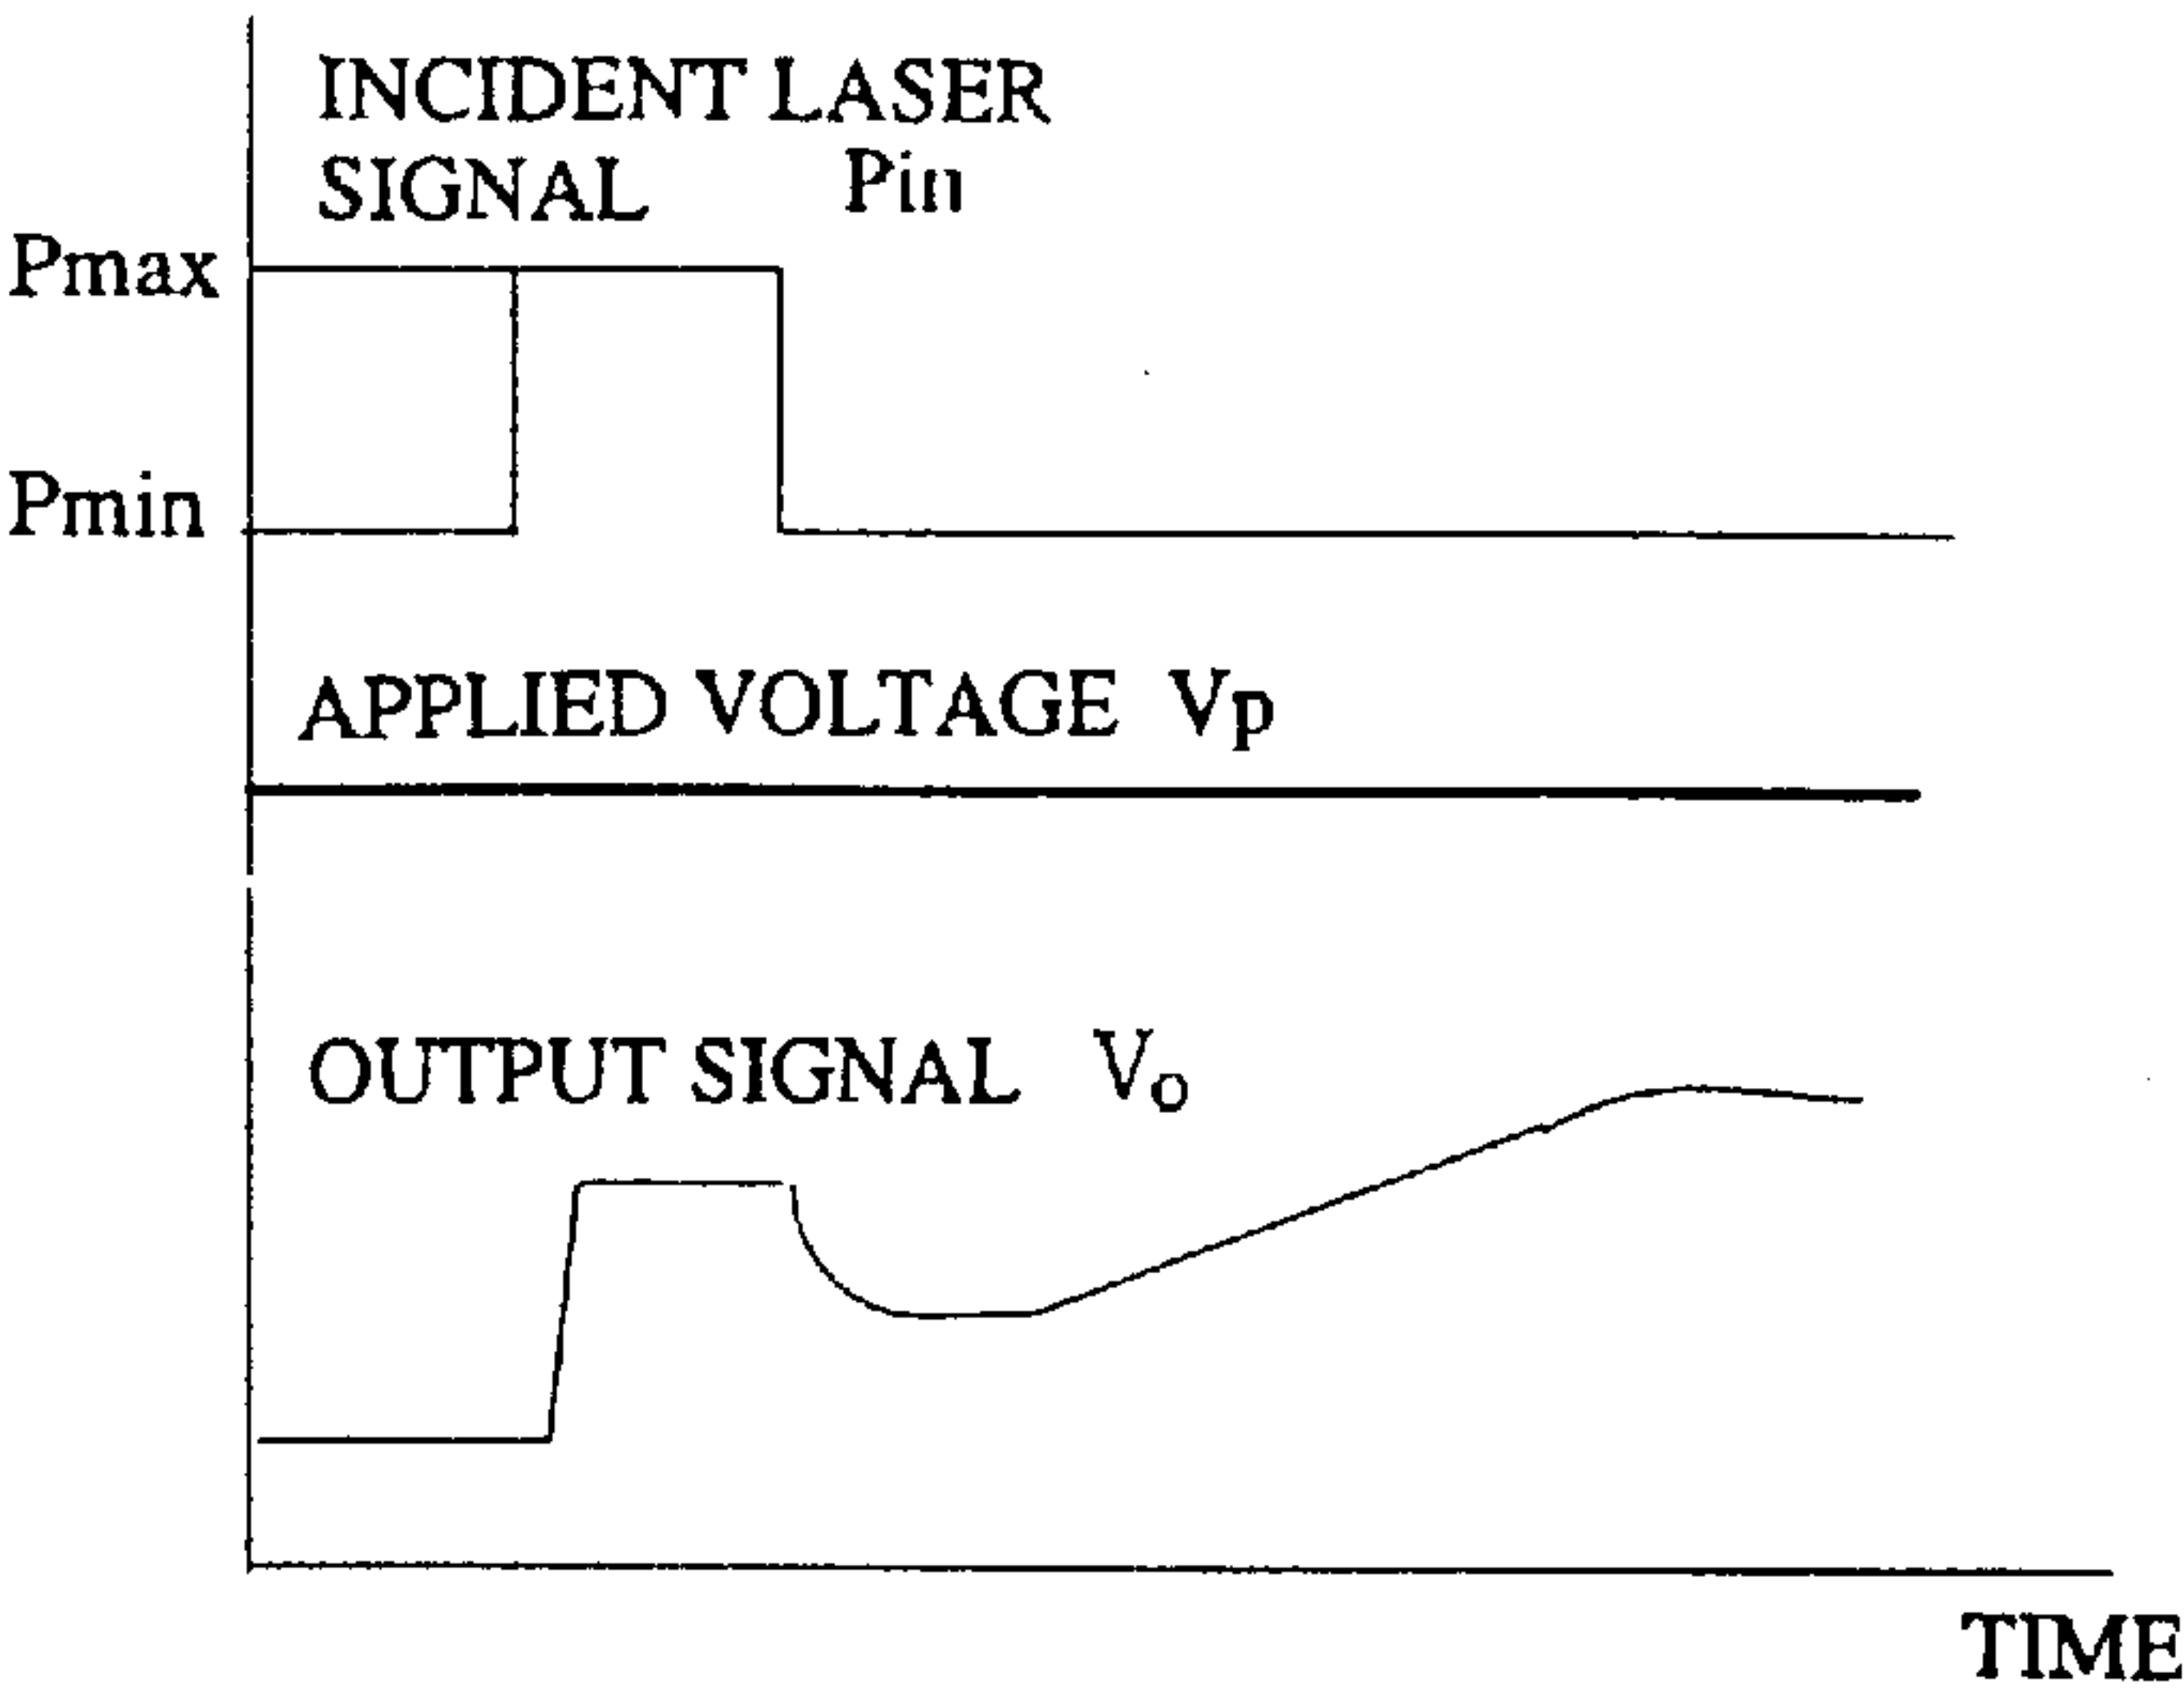 INCIDENT LASER
SIGNAL Pin
Pmax
Pmin
APPLIED VOLTAGE Vp
OUTPUT SIGNAL Vo
TIME